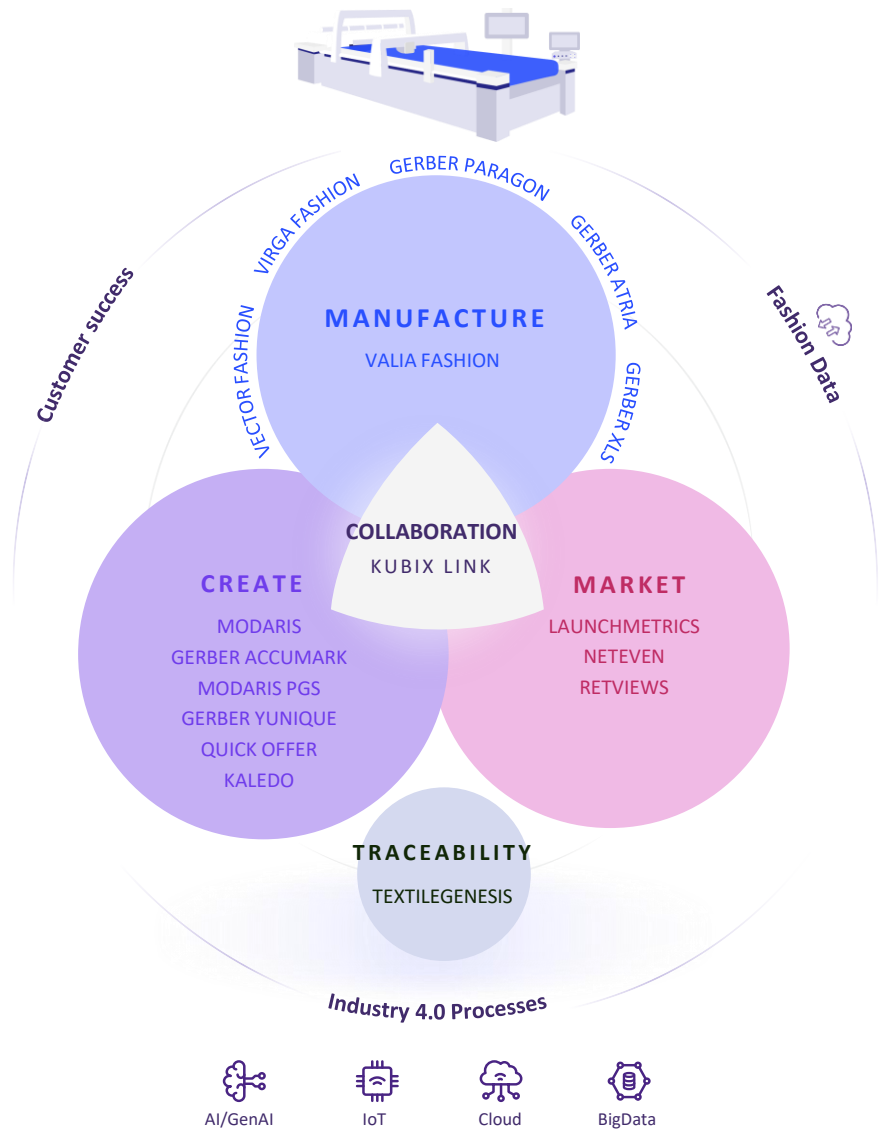 GERBER PARAGON
VIRGA FASHION
GERBER ATRIA
VECTOR FASHION
GERBER XLS
Customer success
Fashion Data
MANUFACTURE
VALIA FASHION
COLLABORATION
KUBIX LINK
CREATE
MODARIS
GERBER ACCUMARK
MODARIS PGS
GERBER YUNIQUE
QUICK OFFER
KALEDO
MARKET
LAUNCHMETRICS
NETEVEN
RETVIEWS
TRACEABILITY
TEXTILEGENESIS
Industry 4.0 Processes
AI/GenAI
IoT
Cloud
BigData